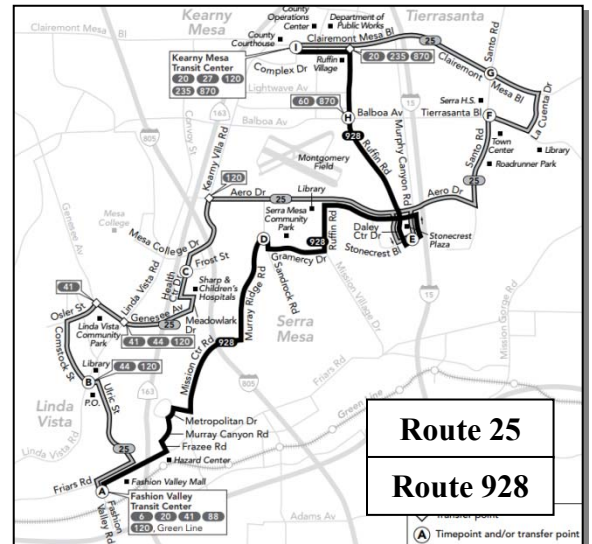 Kearny
Mesa
Tierrasanta
County
Operations
Center
Department of
Public Works
County
Courthouse
Clairemont Mesa Bl
I
Clairemont Mesa Bl
25
Santo Rd
Kearny Mesa
Transit Center
20 27 120
235 870
Complex Dr
Ruffin
Village
20 235 870
Clairemont
Mesa Bl
G
Lightwave Av
15
60 870
Serra H.S.
La Cuenta Dr
163
H
Balboa Av
Tierrasanta Bl
F
Convoy St
Balboa Av
928
Murphy Canyon Rd
Town
Center
Library
805
Kearny Villa Rd
Montgomery
Field
Ruffin Rd
Santo Rd
Roadrunner Park
120
25
Genesee Av
Aero Dr
25
Library
Aero Dr
Mesa
College
Serra Mesa
Community
Park
Ruffin Rd
Daley
Ctr Dr
E
Stonecrest
Plaza
Mesa College Dr
D
928
Stonecrest Bl
Linda Vista Rd
C
Frost St
Gramercy Dr
Health
Ctr Dr
Sandrock Rd
Mission Village Dr
15
41
Sharp &
Children's
Hospitals
Murray Ridge Rd
Osler St
Linda Vista Rd
Genesee Av
Linda Vista
Community
Park
25
Meadowlark
Dr
Serra
Mesa
Mission Gorge Rd
41 44 120
928
Comstock St
Library
44 120
Mission Ctr Rd
B
805
Friars Rd
P.O.
Ulric St
163
Linda
Vista
Green Line
Linda Vista Rd
Metropolitan Dr
Route 25
25
Murray Canyon Rd
Frazee Rd
Hazard Center
Route 928
Friars Rd
Fashion Valley Mall
A
Fashion Valley Rd
Fashion Valley
Transit Center
6 20 41 88
120, Green Line
Adams Av
Transfer point
A Timepoint and/or transfer point